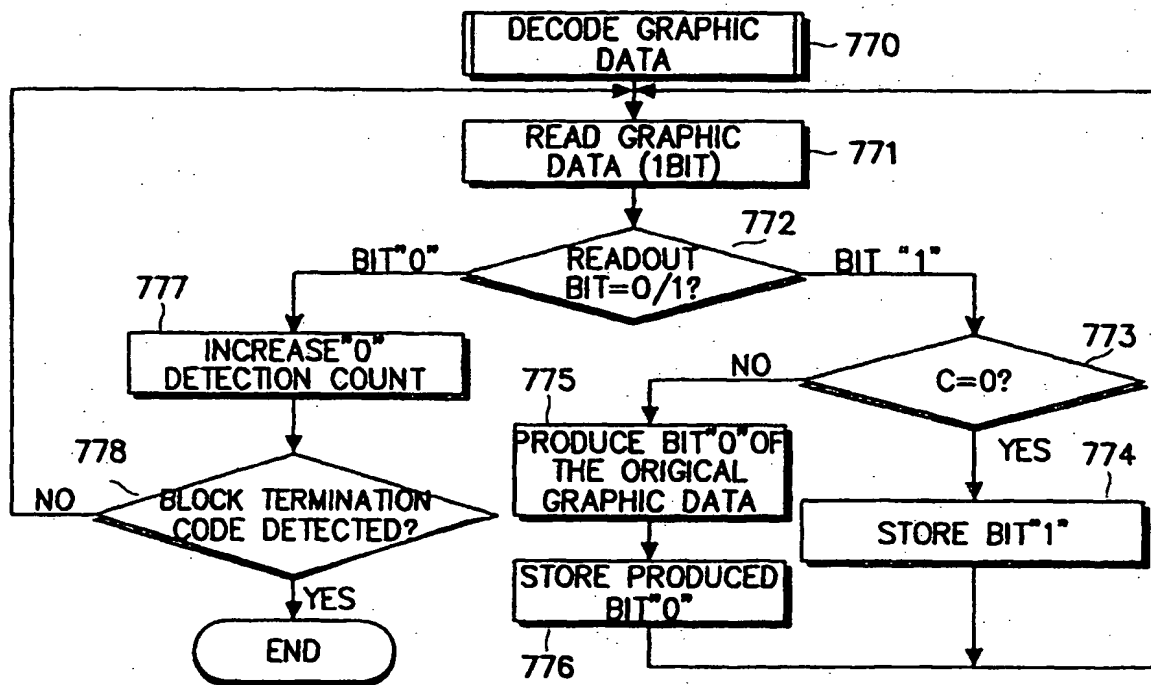 DECODE GRAPHIC
DATA
770
READ GRAPHIC
DATA (1BIT)
771
772
READOUT
BIT=0/1?
BIT"0"
BIT "1"
777
INCREASE"0"
DETECTION COUNT
773
C=0?
NO
YES
775
PRODUCE BIT"0"OF
THE ORIGICAL
GRAPHIC DATA
774
STORE BIT"1"
778
BLOCK TERMINATION
CODE DETECTED?
NO
YES
STORE PRODUCED
BIT"0"
776
END